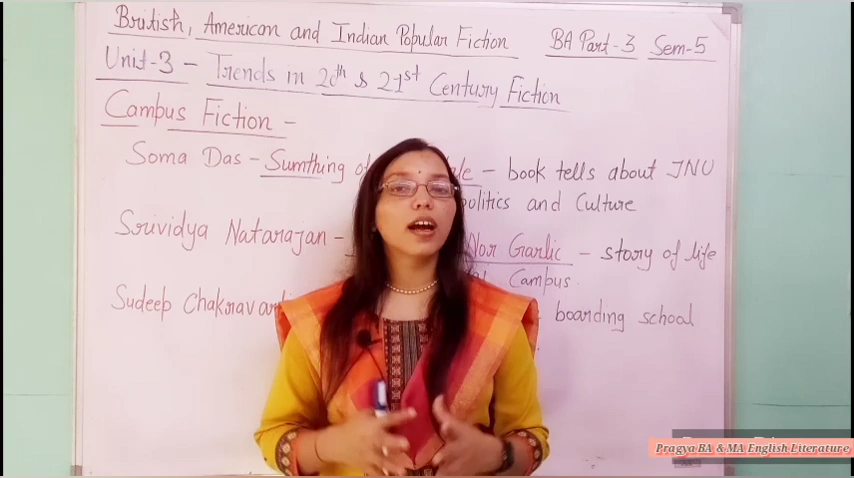 British, American and Indian Popular Fiction BA Part-3 Sem-5
Unit-3 - Trends in 20th & 21st Century Fiction
Campus Fiction -
Soma Das - Sumthing of - book tells about JNU
politics and Culture
Srividya Natarajan - Nor Garlic - story of life
Campus.
Sudeep boarding school
Pragya BA & MA English Literature